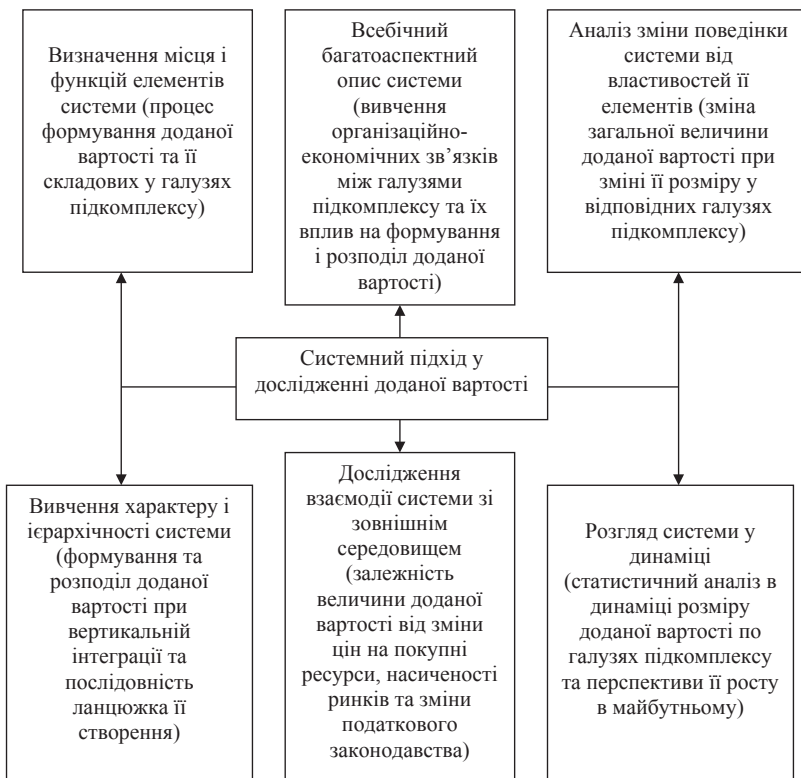 Визначення місця і
функцій елементів
системи (процес
формування доданої
вартості та її
складових у галузях
підкомплексу)
Всебічний
багатоаспектний
опис системи
(вивчення
організаційно-
економічних зв’язків
між галузями
підкомплексу та їх
вплив на формування
і розподіл доданої
вартості)
Аналіз зміни поведінки
системи від
властивостей її
елементів (зміна
загальної величини
доданої вартості при
зміні її розміру у
відповідних галузях
підкомплексу)
Системний підхід у
дослідженні доданої вартості
Вивчення характеру і
ієрархічності системи
(формування та
розподіл доданої
вартості при
вертикальній
інтеграції та
послідовність
ланцюжка її
створення)
Дослідження
взаємодії системи зі
зовнішнім
середовищем
(залежність
величини доданої
вартості від зміни
цін на покупні
ресурси, насиченості
ринків та зміни
податкового
законодавства)
Розгляд системи у
динаміці
(статистичний аналіз в
динаміці розміру
доданої вартості по
галузях підкомплексу
та перспективи її росту
в майбутньому)